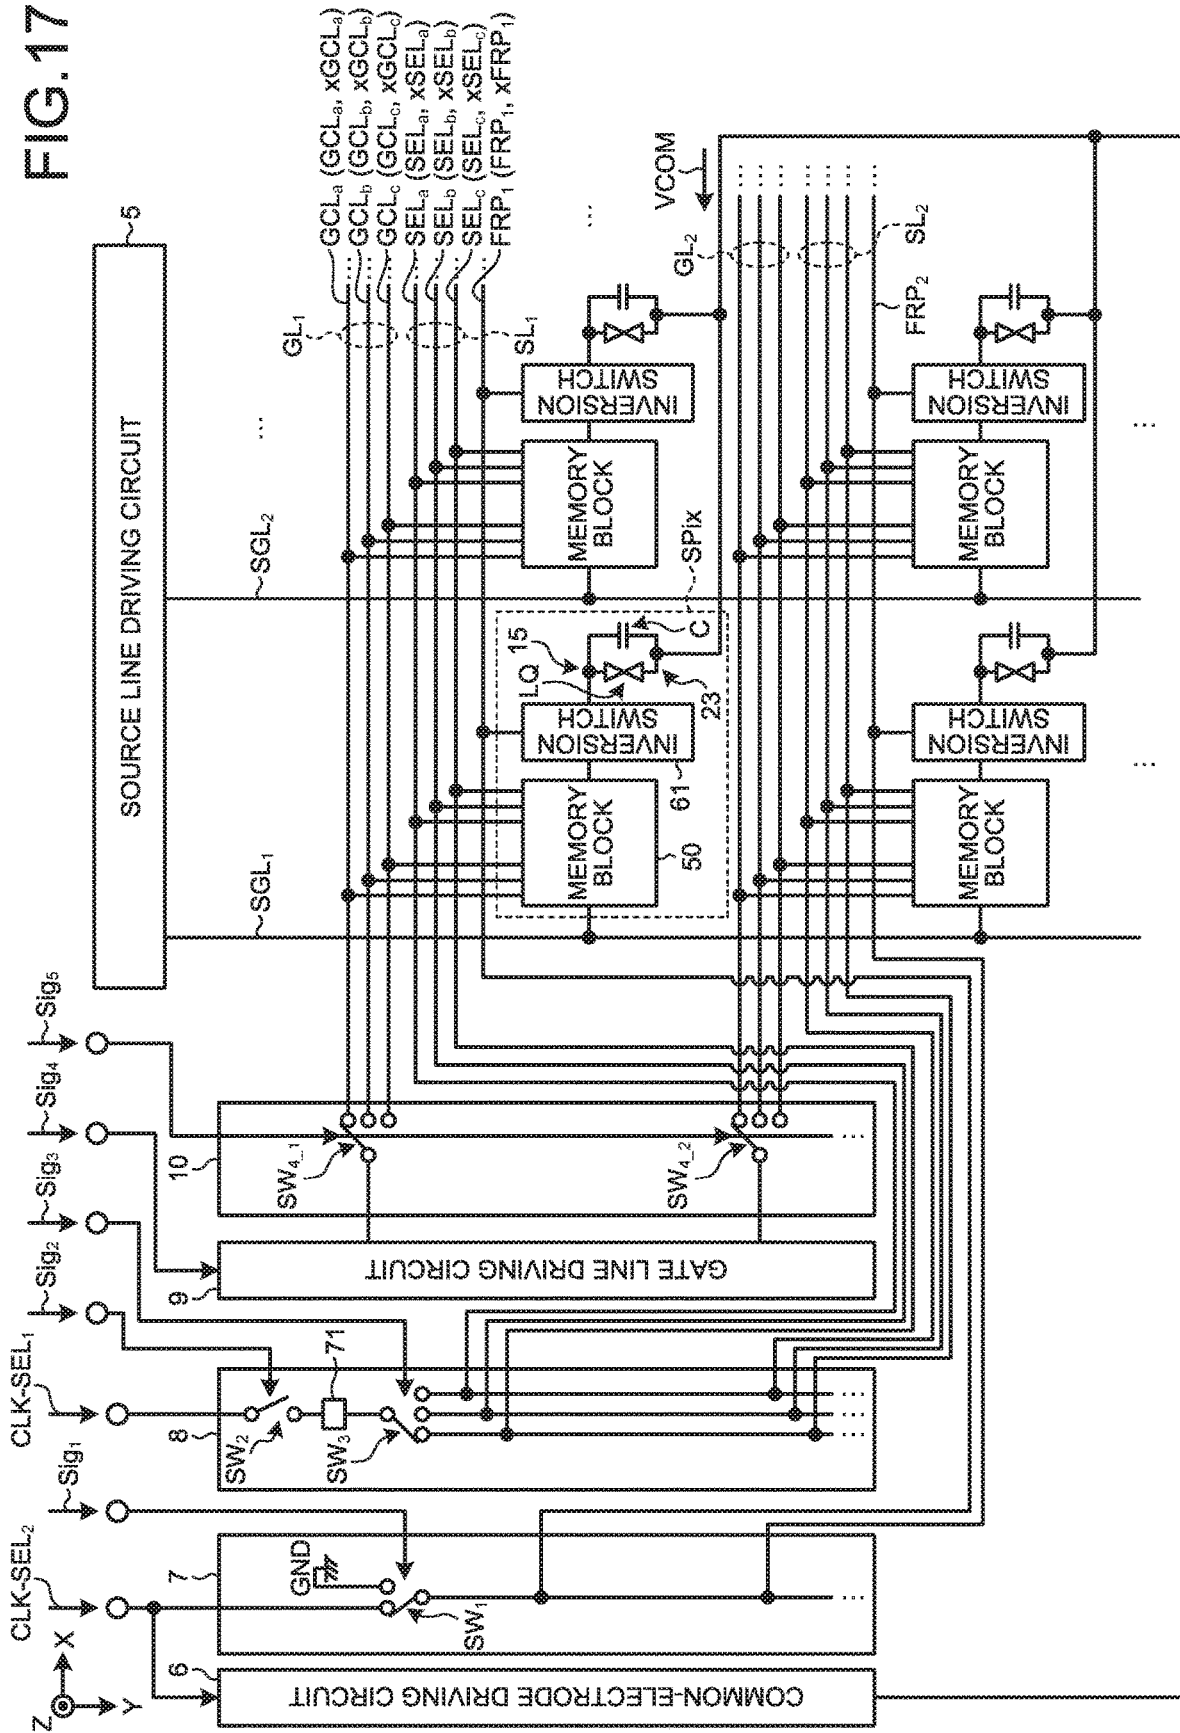 FIG.17
CLK-SEL2
Sig1
CLK-SEL1
Sig2
Sig3
Sig4
Sig5
Z
X
Y
6
COMMON-ELECTRODE DRIVING CIRCUIT
7
GND
SW1
...
8
SW2
71
SW3
...
9
GATE LINE DRIVING CIRCUIT
10
SW4_1
SW4_2
...
SOURCE LINE DRIVING CIRCUIT
5
SGL1
SGL2
...
GL1
SL1
GCLa (GCLa, xGCLa)
GCLb (GCLb, xGCLb)
GCLc (GCLc, xGCLc)
SELa (SELa, xSELa)
SELb (SELb, xSELb)
SELc (SELc, xSELc)
FRP1 (FRP1, xFRP1)
MEMORY BLOCK
50
INVERSION SWITCH
61
15
LQ
23
C
SPix
MEMORY BLOCK
INVERSION SWITCH
...
VCOM
GL2
SL2
FRP2
MEMORY BLOCK
INVERSION SWITCH
...
MEMORY BLOCK
INVERSION SWITCH
...